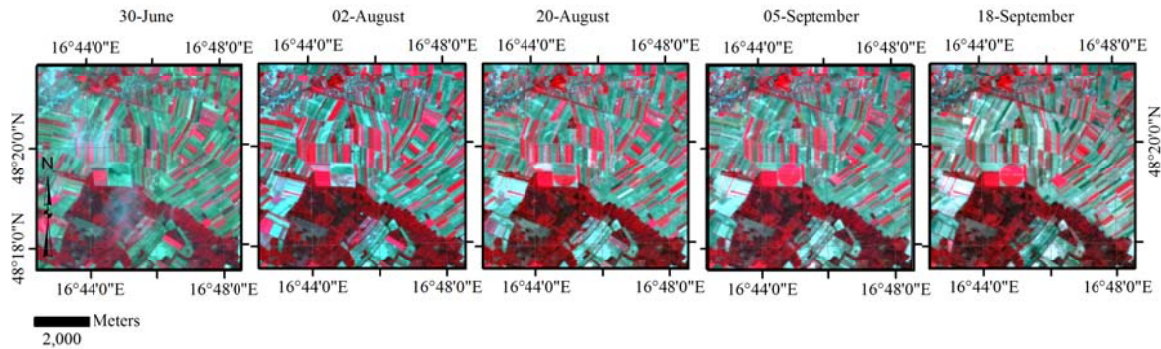 30-June 02-August 20-August 05-September 18-September
16°44'0"E 16°48'0"E 16°44'0"E 16°48'0"E 16°44'0"E 16°48'0"E 16°44'0"E 16°48'0"E 16°44'0"E 16°48'0"E
48°20'0"N 48°20'0"N
N
48°18'0"N 48°18'0"N
16°44'0"E 16°48'0"E 16°44'0"E 16°48'0"E 16°44'0"E 16°48'0"E 16°44'0"E 16°48'0"E 16°44'0"E 16°48'0"E
Meters
2,000